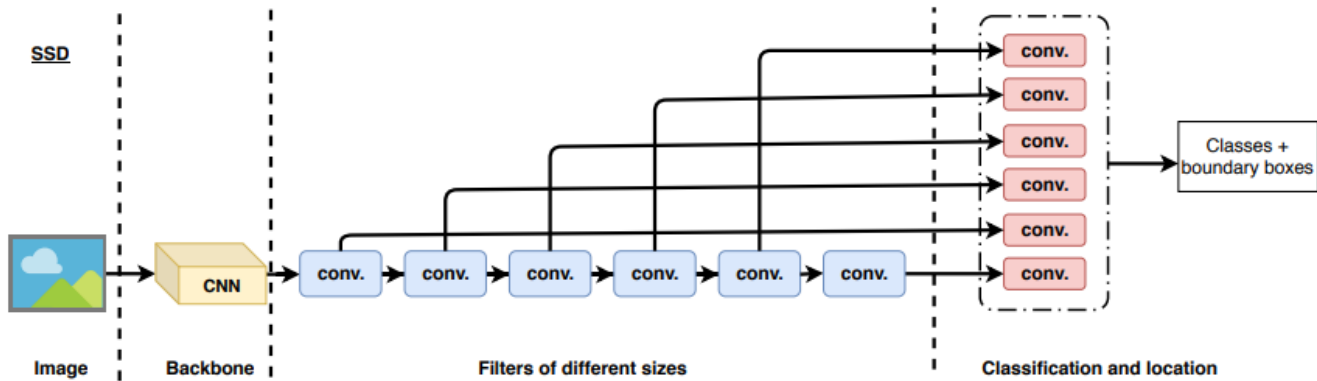 SSD
conv.
conv.
conv.
conv.
conv.
conv.
Classes +
boundary boxes
CNN
conv.
conv.
conv.
conv.
conv.
conv.
Image
Backbone
Filters of different sizes
Classification and location